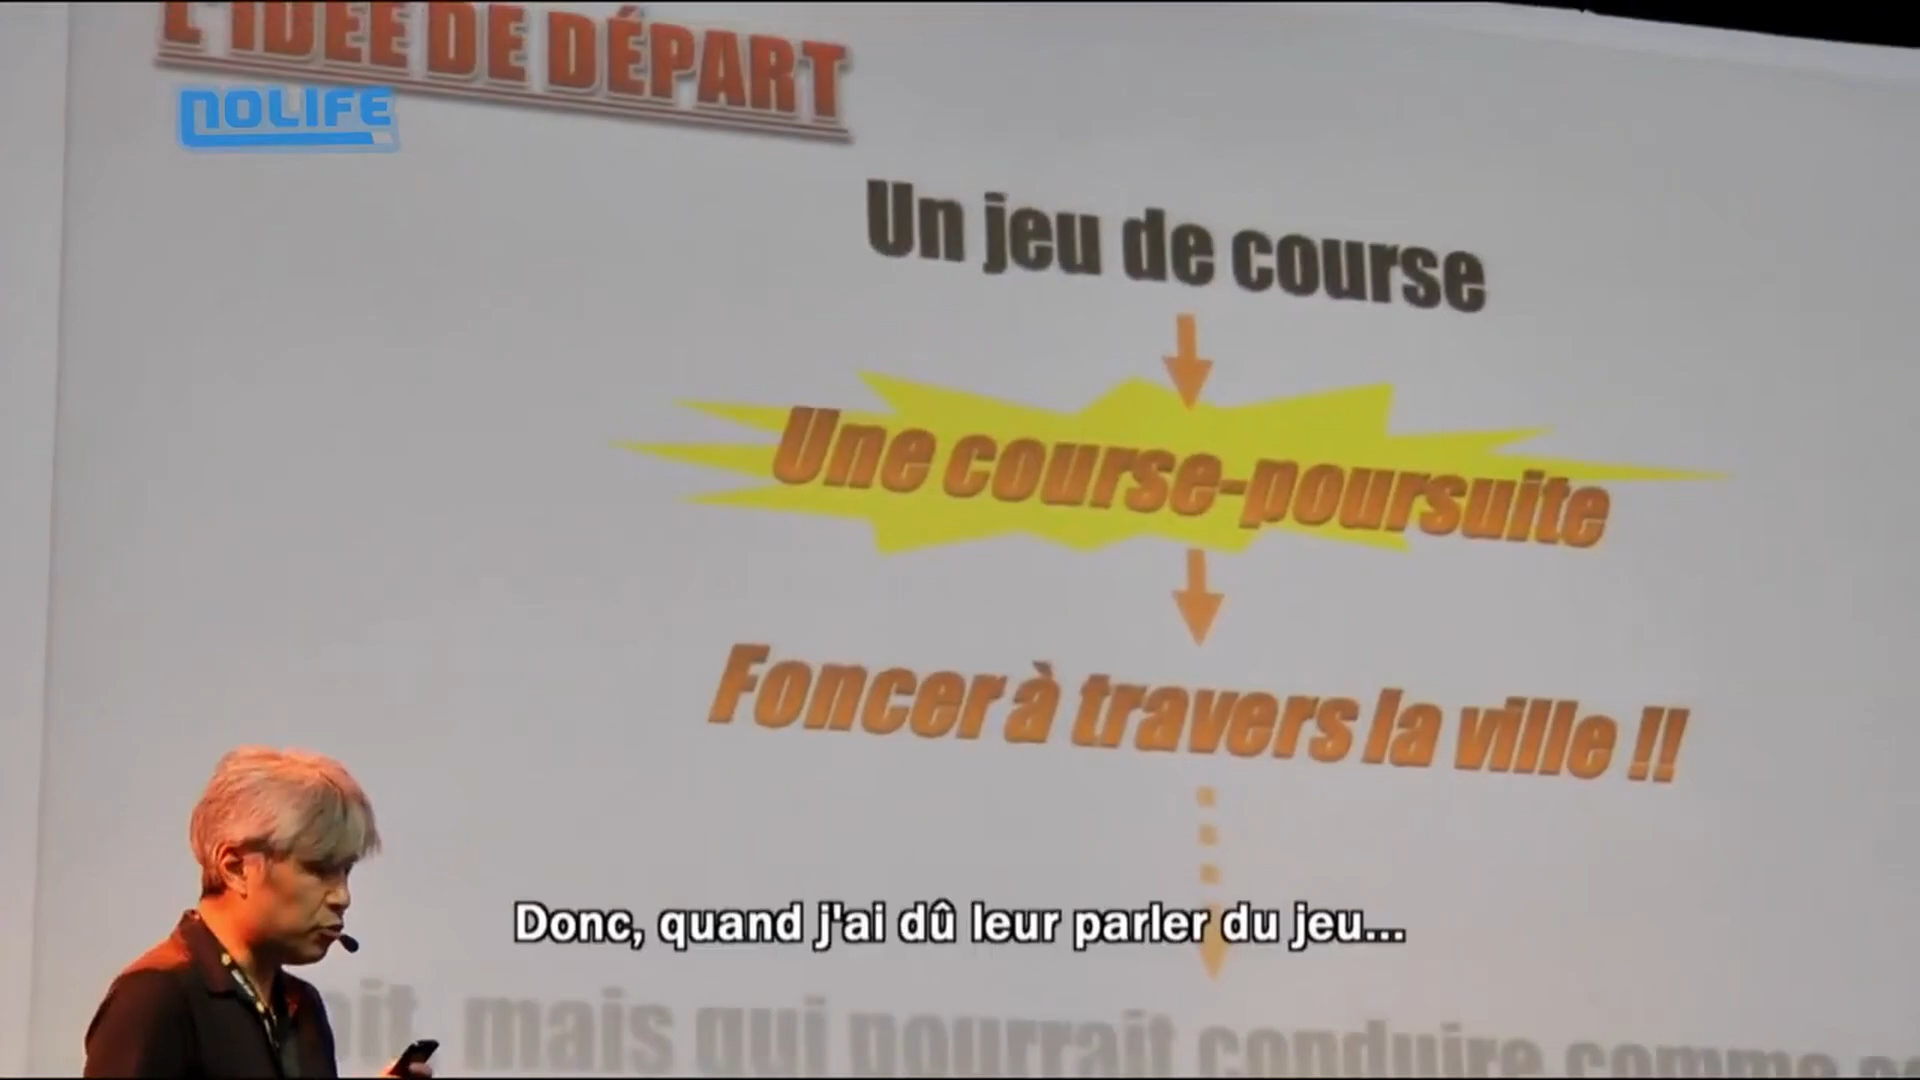 L'IDÉE DE DÉPART
NOLIFE
Un jeu de course
Une course-poursuite
Foncer à travers la ville !!
Donc, quand j'ai dû leur parler du jeu...
mais qui pourrait conduire comme